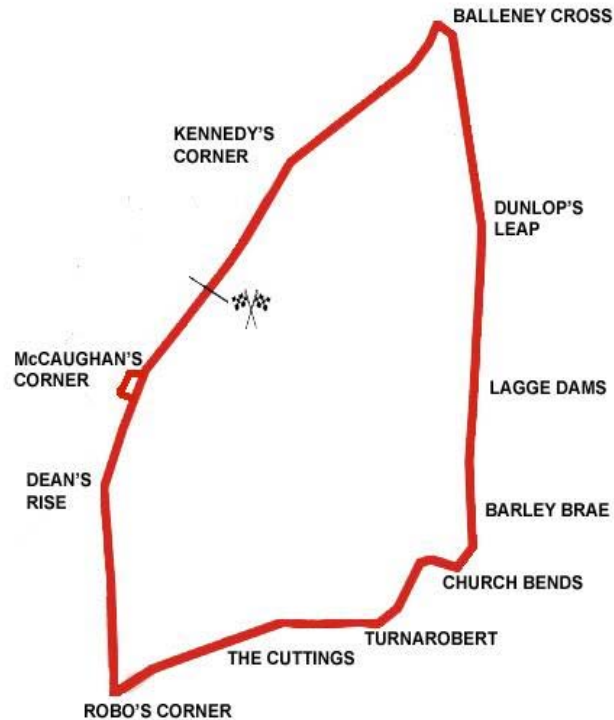 BALLENEY CROSS
KENNEDY'S
CORNER
DUNLOP'S
LEAP
McCAUGHAN'S
CORNER
LAGGE DAMS
DEAN'S
RISE
BARLEY BRAE
CHURCH BENDS
TURNAROBERT
THE CUTTINGS
ROBO'S CORNER